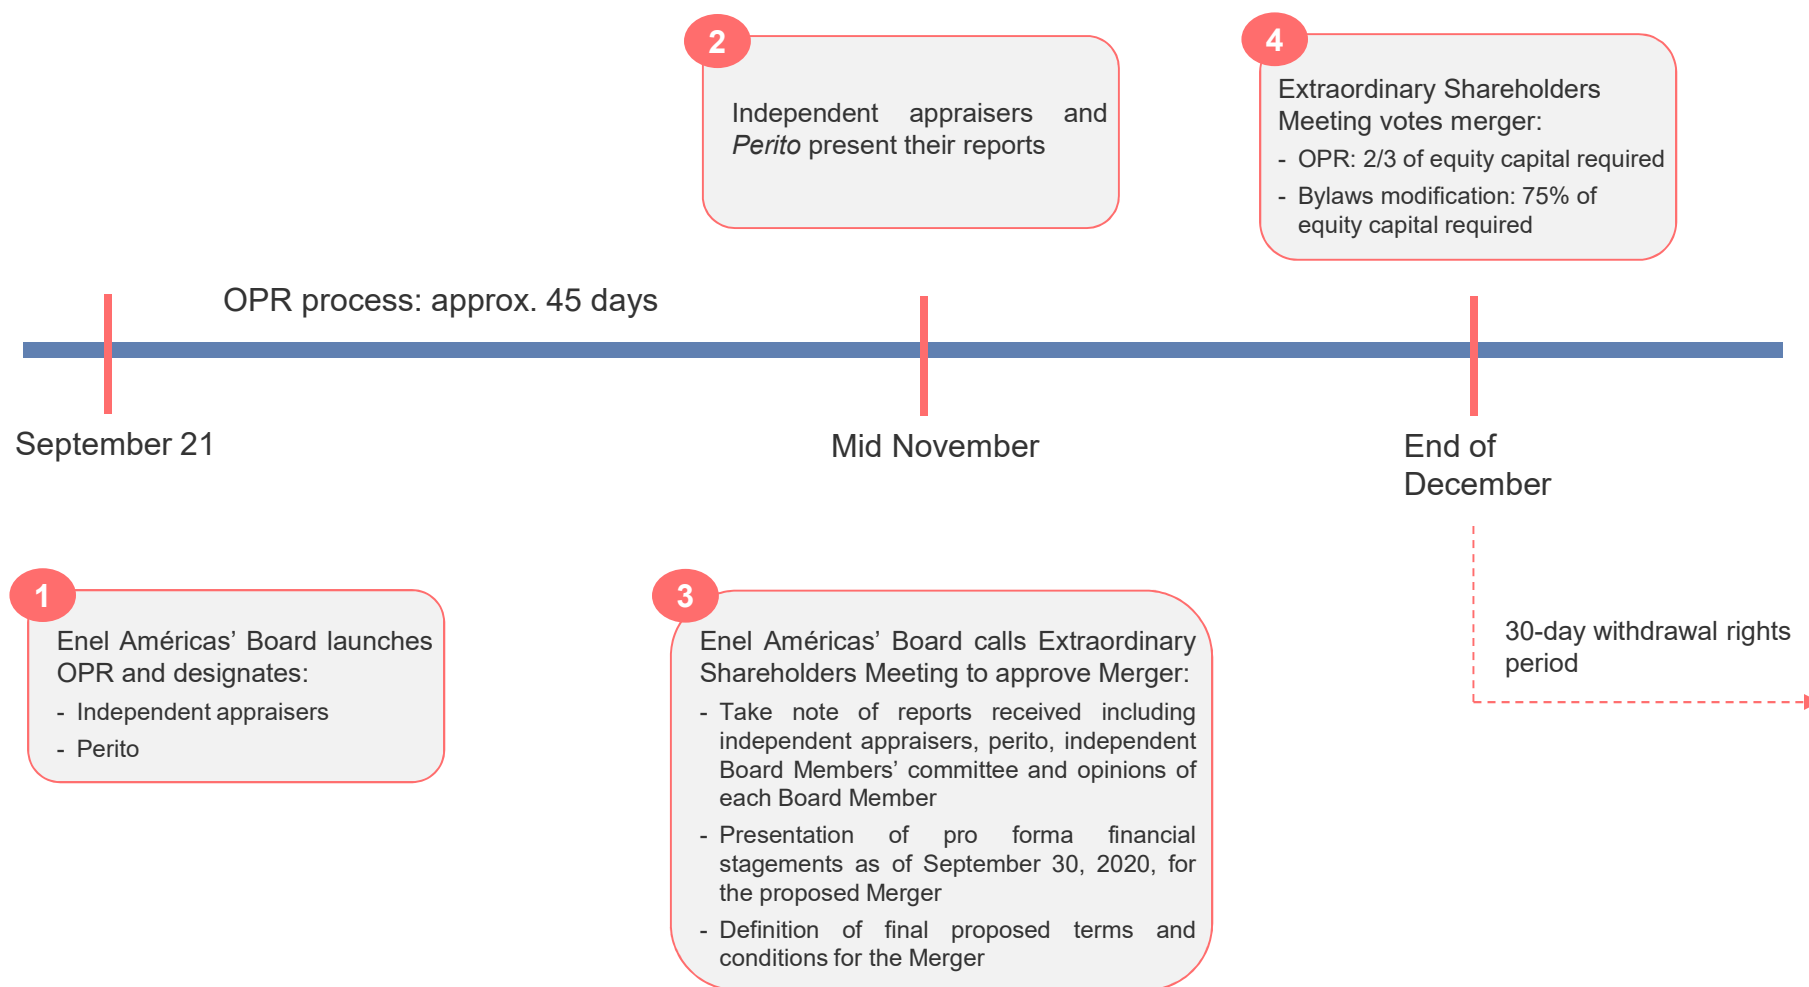 2
Independent appraisers and
Perito present their reports
4
Extraordinary Shareholders
Meeting votes merger:
- OPR: 2/3 of equity capital required
- Bylaws modification: 75% of
equity capital required
OPR process: approx. 45 days
September 21
Mid November
End of
December
1
Enel Américas’ Board launches
OPR and designates:
- Independent appraisers
- Perito
3
Enel Américas’ Board calls Extraordinary
Shareholders Meeting to approve Merger:
- Take note of reports received including
independent appraisers, perito, independent
Board Members’ committee and opinions of
each Board Member
- Presentation of pro forma financial
stagements as of September 30, 2020, for
the proposed Merger
- Definition of final proposed terms and
conditions for the Merger
30-day withdrawal rights
period